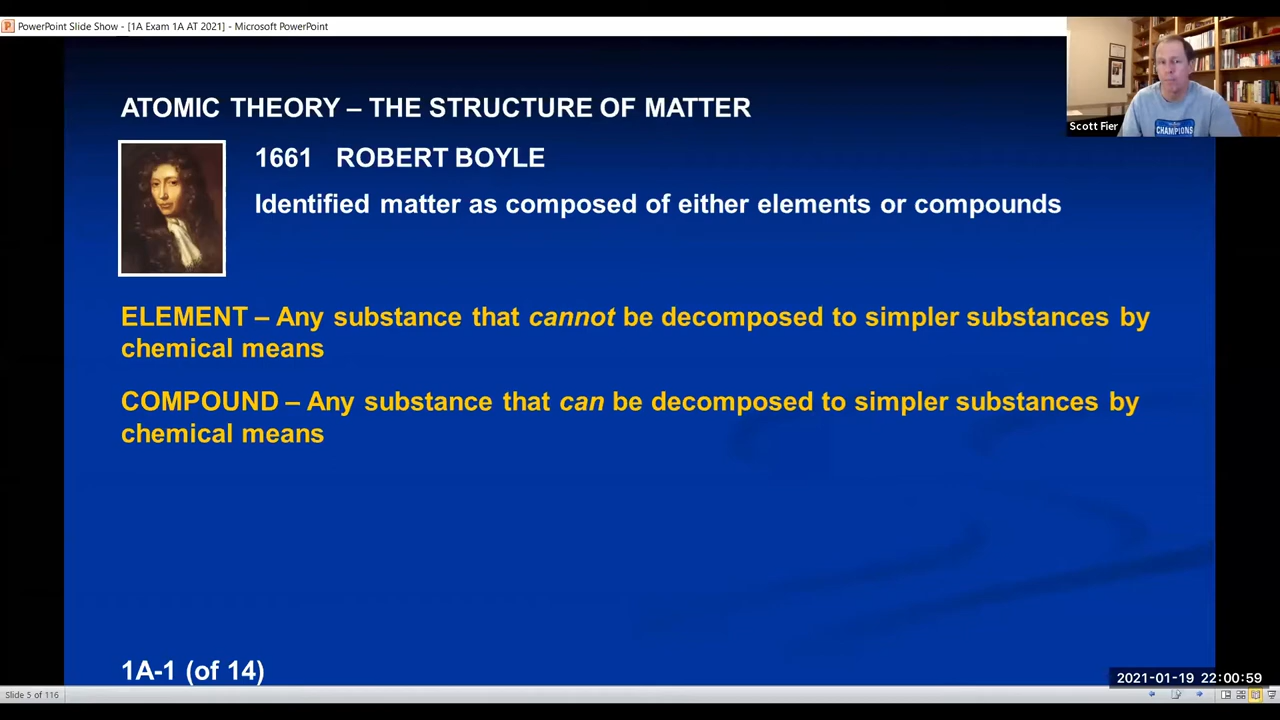 PowerPoint Slide Show - [1A Exam 1A AT 2021] - Microsoft PowerPoint
Scott Fier
CHAMPIONS
ATOMIC THEORY – THE STRUCTURE OF MATTER
1661 ROBERT BOYLE
Identified matter as composed of either elements or compounds
ELEMENT – Any substance that cannot be decomposed to simpler substances by
chemical means
COMPOUND – Any substance that can be decomposed to simpler substances by
chemical means
1A-1 (of 14)
2021-01-19 22:00:59
Slide 5 of 116